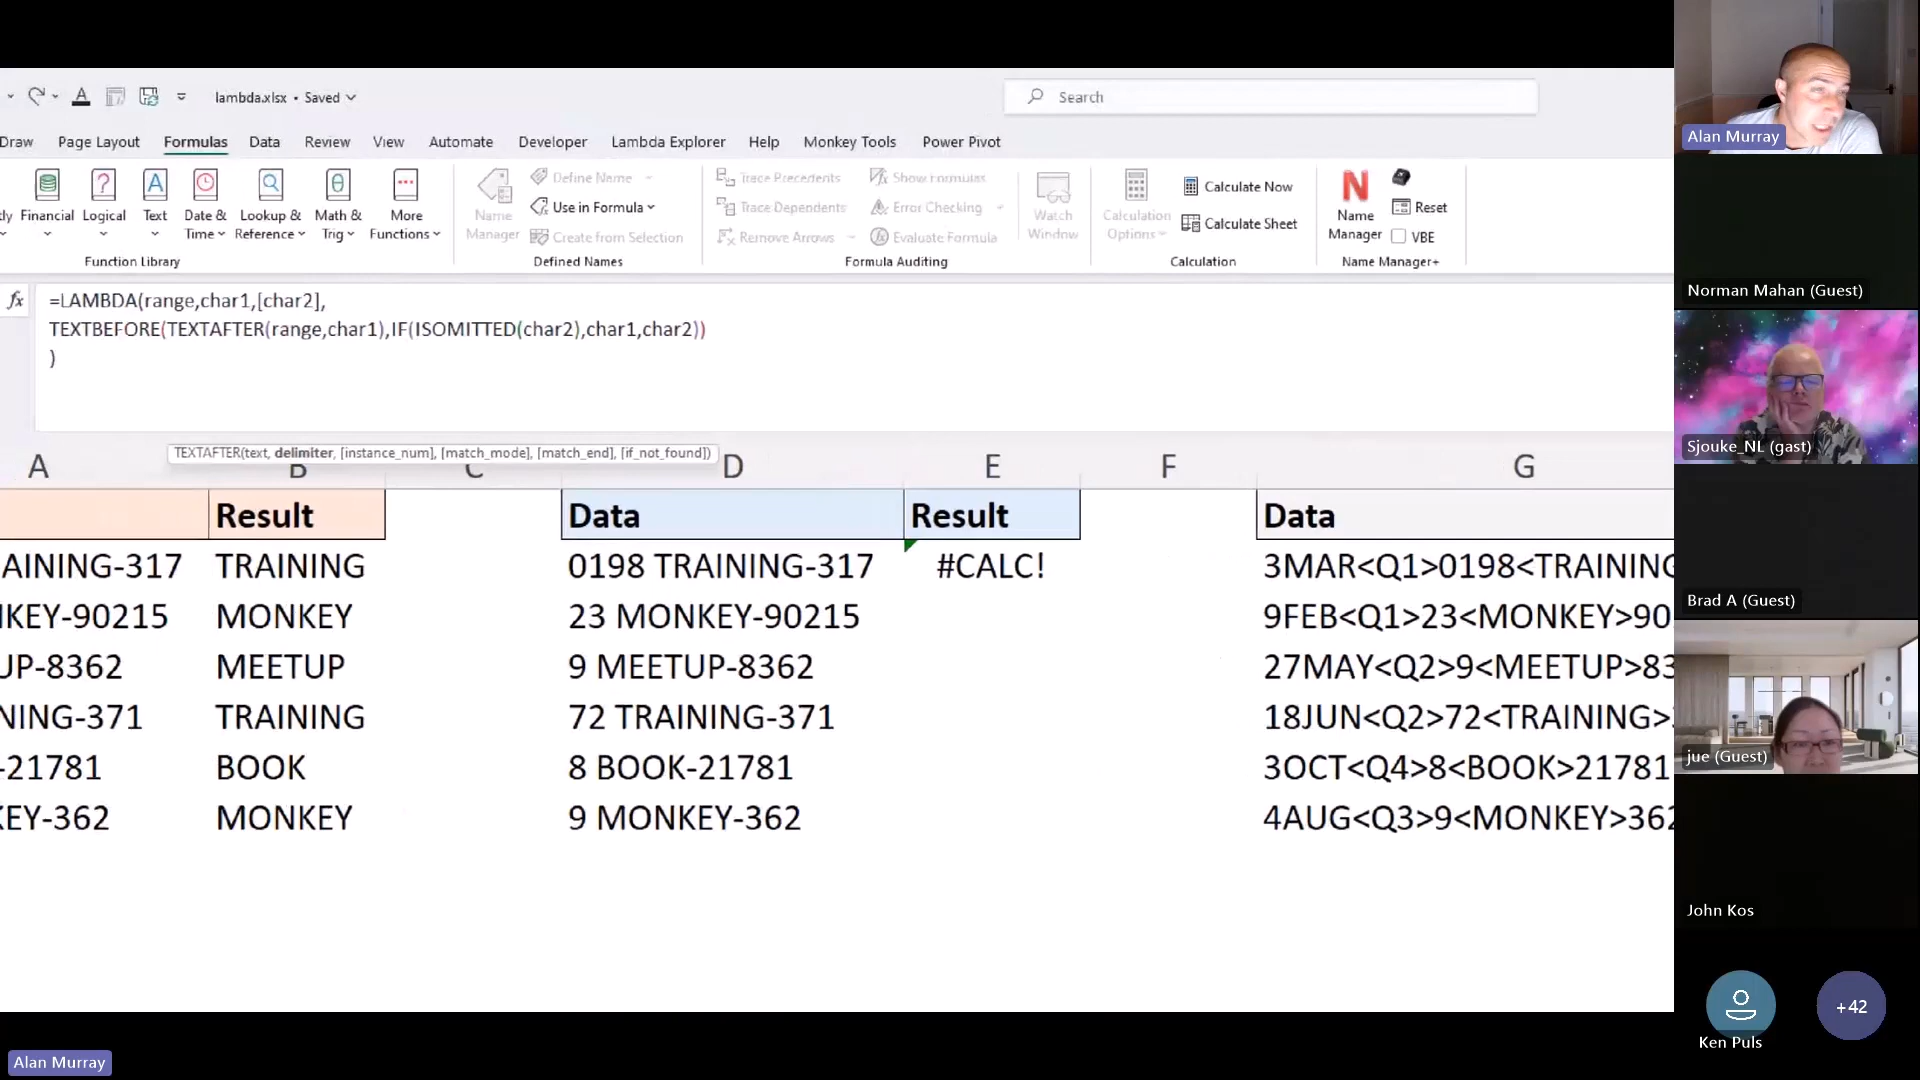 lambda.xlsx • Saved
Search
Draw Page Layout Formulas Data Review View Automate Developer Lambda Explorer Help Monkey Tools Power Pivot
Financial
Logical
Text
Date & Time
Lookup & Reference
Math & Trig
More Functions
Function Library
Name Manager
Define Name
Use in Formula
Create from Selection
Defined Names
Trace Precedents
Trace Dependents
Remove Arrows
Show Formulas
Error Checking
Evaluate Formula
Formula Auditing
Watch Window
Calculation Options
Calculate Now
Calculate Sheet
Calculation
N
Name Manager
Reset
VBE
Name Manager+
fx
=LAMBDA(range,char1,[char2],
TEXTBEFORE(TEXTAFTER(range,char1),IF(ISOMITTED(char2),char1,char2))
)
TEXTAFTER(text, delimiter, [instance_num], [match_mode], [match_end], [if_not_found])
A B C D E F G
Result Data Result Data
AINING-317 TRAINING 0198 TRAINING-317 #CALC! 3MAR<Q1>0198<TRAINING
KEY-90215 MONKEY 23 MONKEY-90215 9FEB<Q1>23<MONKEY>90
UP-8362 MEETUP 9 MEETUP-8362 27MAY<Q2>9<MEETUP>83
NING-371 TRAINING 72 TRAINING-371 18JUN<Q2>72<TRAINING>
-21781 BOOK 8 BOOK-21781 3OCT<Q4>8<BOOK>21781
EY-362 MONKEY 9 MONKEY-362 4AUG<Q3>9<MONKEY>362
Alan Murray
Norman Mahan (Guest)
Sjouke_NL (gast)
Brad A (Guest)
jue (Guest)
John Kos
Ken Puls
+42
Alan Murray